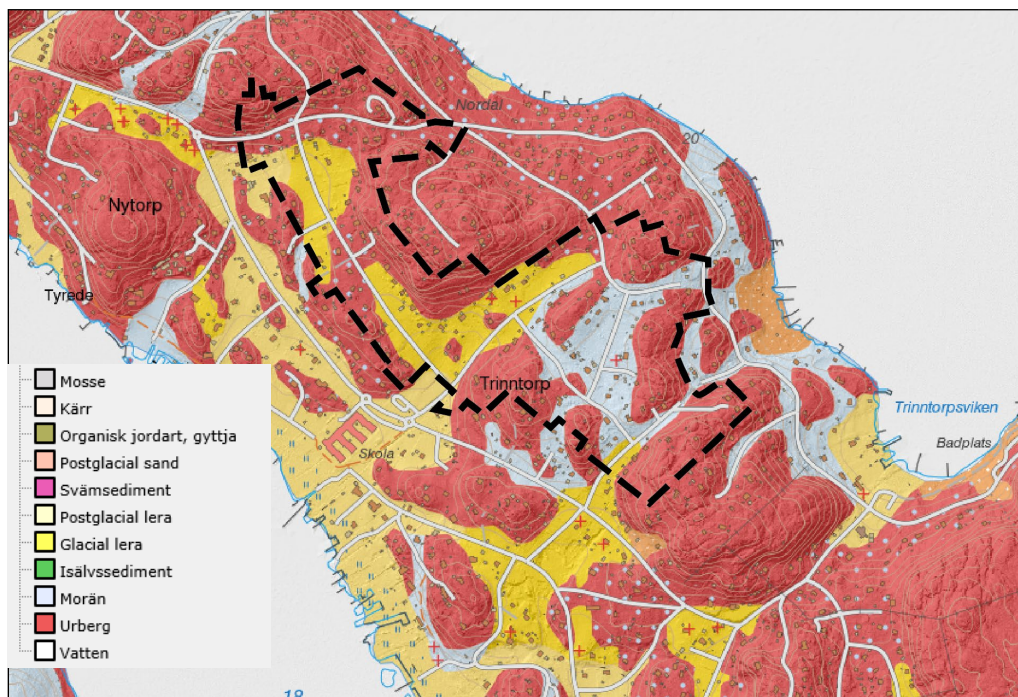 Nordal
20
Nytorp
Tyrede
Trinntorp
Trinntorpsviken
Badplats
Skola
18
Mosse
Kärr
Organisk jordart, gyttja
Postglacial sand
Svämsediment
Postglacial lera
Glacial lera
Isälvssediment
Morän
Urberg
Vatten